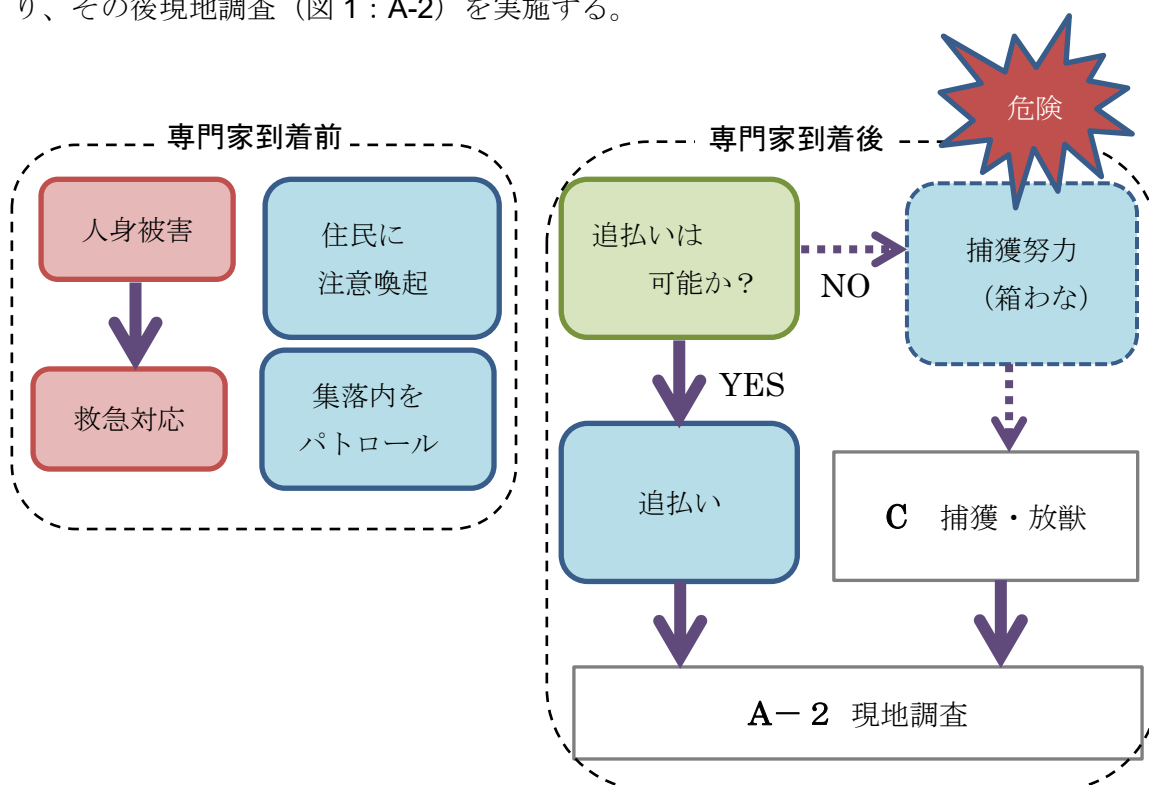 り、その後現地調査（図 1：A-2）を実施する。
専門家到着前
人身被害
救急対応
住民に
注意喚起
集落内を
パトロール
専門家到着後
危険
追払いは
可能か？
NO
捕獲努力
（箱わな）
YES
追払い
C 捕獲・放獣
A－２ 現地調査